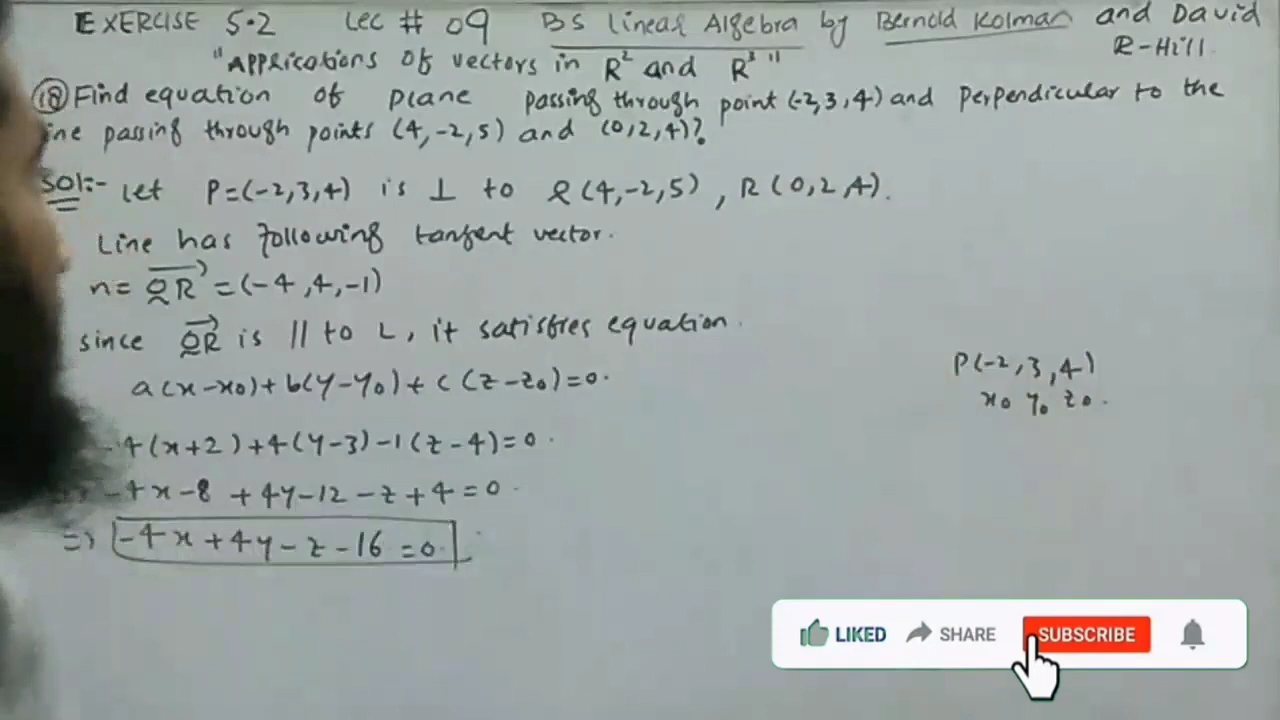 EXERCISE 5.2 Lec # 09 BS Linear Algebra by Bernold Kolman and David
R-Hill.
"Applications of vectors in R² and R³"
18 Find equation of plane passing through point (-2,3,4) and perpendicular to the
ine passing through points (4,-2,5) and (0,2,4)?
Sol:- Let P=(-2,3,4) is ⊥ to Q(4,-2,5), R(0,2,4).
Line has following tangent vector.
n= QR = (-4,4,-1)
since QR is // to L, it satisfies equation.
a(x-x₀)+b(y-y₀)+c(z-z₀)=0.
P(-2,3,4)
x₀ y₀ z₀.
-4(x+2)+4(y-3)-1(z-4)=0.
-4x-8+4y-12-z+4=0.
=> -4x+4y-z-16=0.
LIKED SHARE SUBSCRIBE